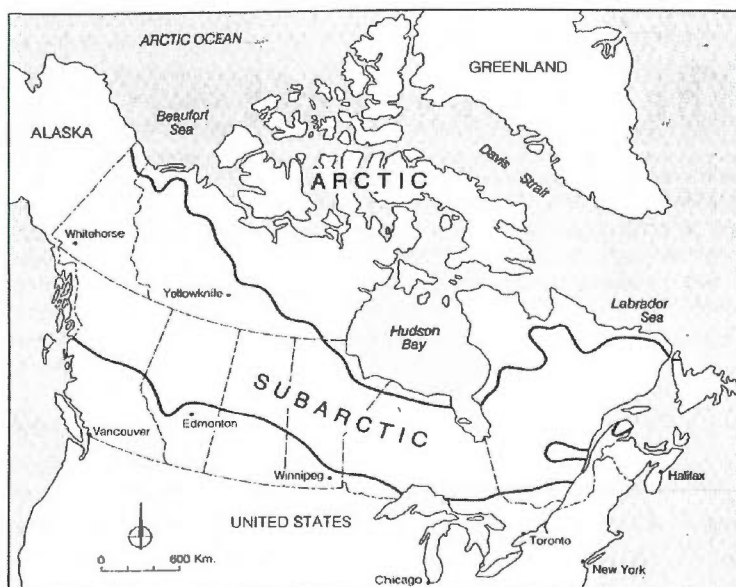 ARCTIC OCEAN
GREENLAND
Beaufort
Sea
ALASKA
Davis Strait
ARCTIC
Whitehorse
Yellowknife
Labrador
Sea
Hudson
Bay
SUBARCTIC
Edmonton
Vancouver
Winnipeg
Halifax
UNITED STATES
Toronto
0 600 Km.
New York
Chicago